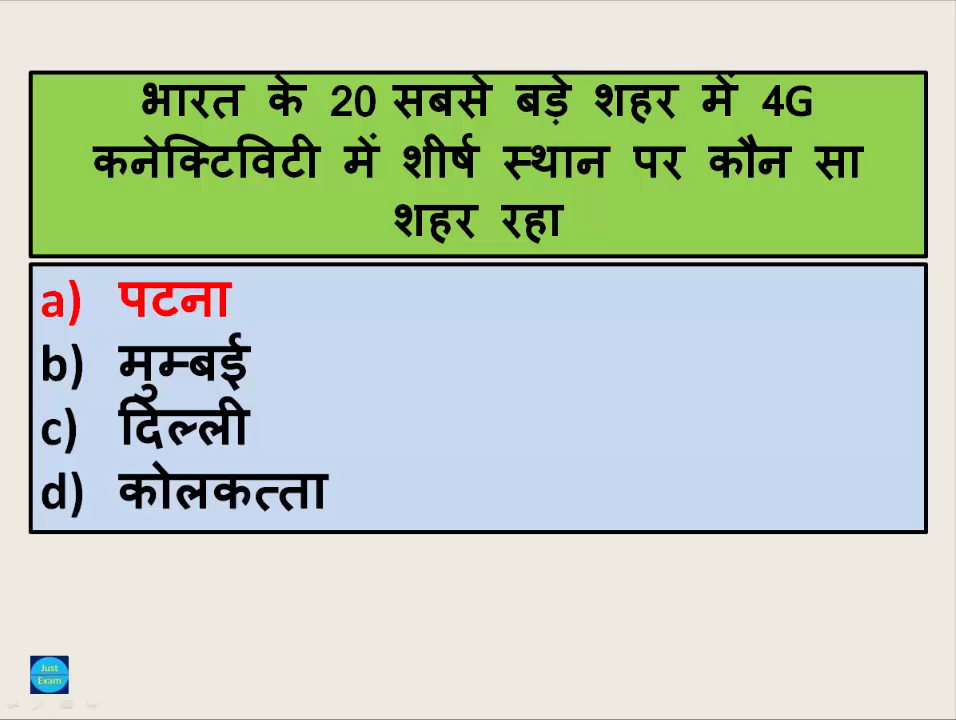 भारत के 20 सबसे बड़े शहर में 4G
कनेक्टिविटी में शीर्ष स्थान पर कौन सा
शहर रहा
a) पटना
b) मुम्बई
c) दिल्ली
d) कोलकत्ता
Just
Exam